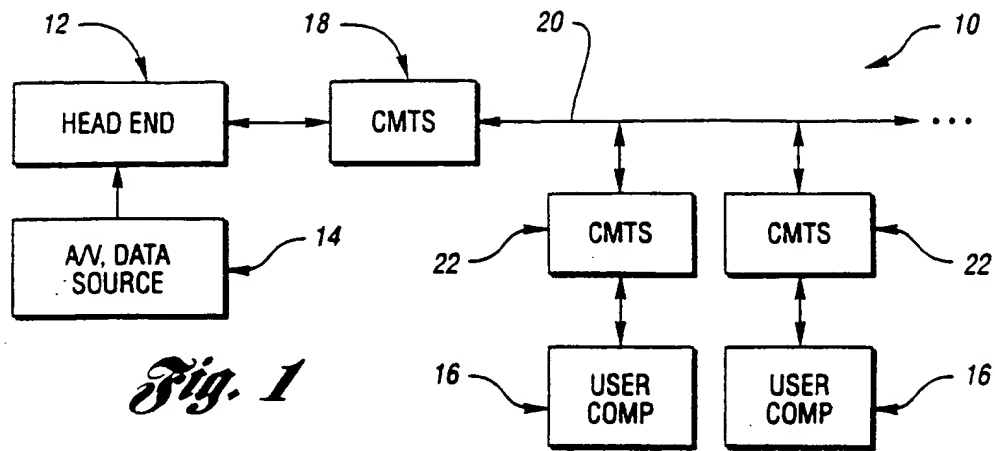 12
18
20
10
HEAD END
CMTS
...
A/V, DATA
SOURCE
14
22
CMTS
CMTS
22
Fig. 1
16
USER
COMP
USER
COMP
16